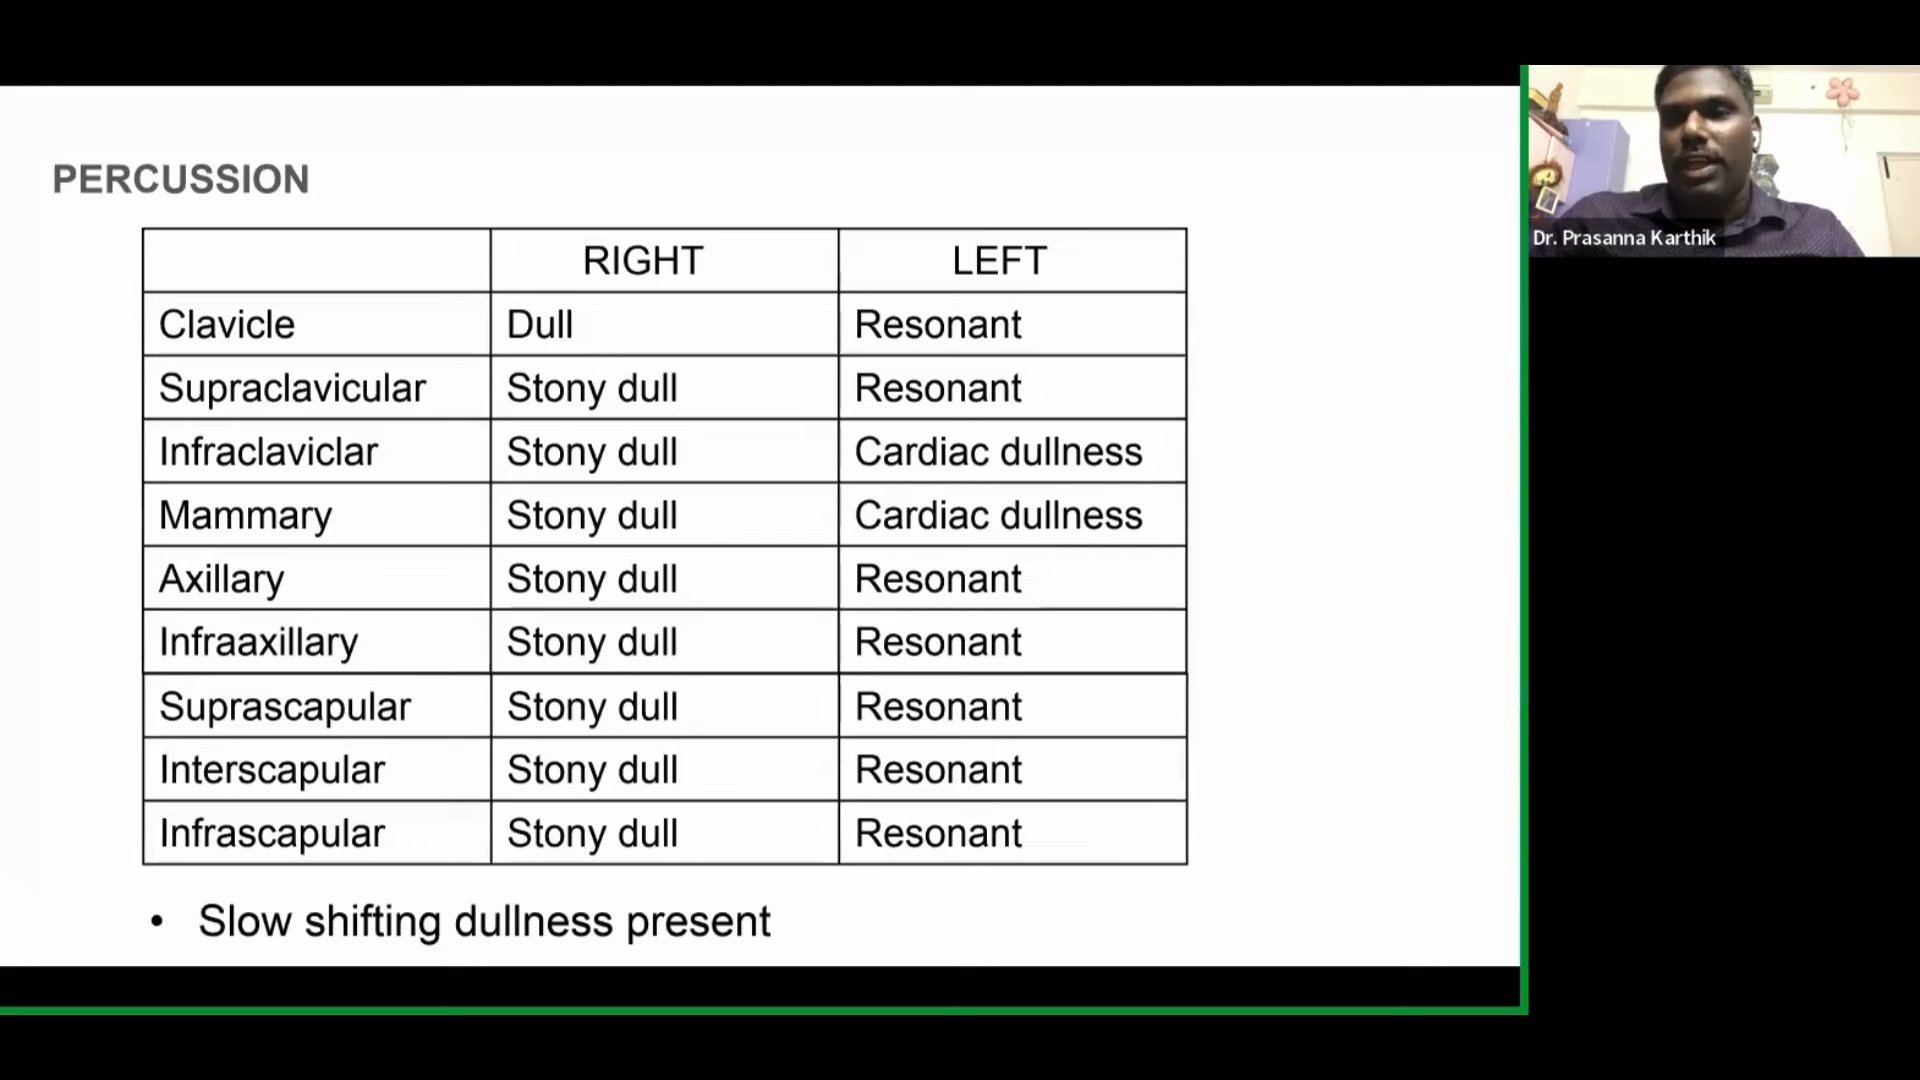 PERCUSSION
RIGHT LEFT
Clavicle Dull Resonant
Supraclavicular Stony dull Resonant
Infraclaviclar Stony dull Cardiac dullness
Mammary Stony dull Cardiac dullness
Axillary Stony dull Resonant
Infraaxillary Stony dull Resonant
Suprascapular Stony dull Resonant
Interscapular Stony dull Resonant
Infrascapular Stony dull Resonant
• Slow shifting dullness present
Dr. Prasanna Karthik